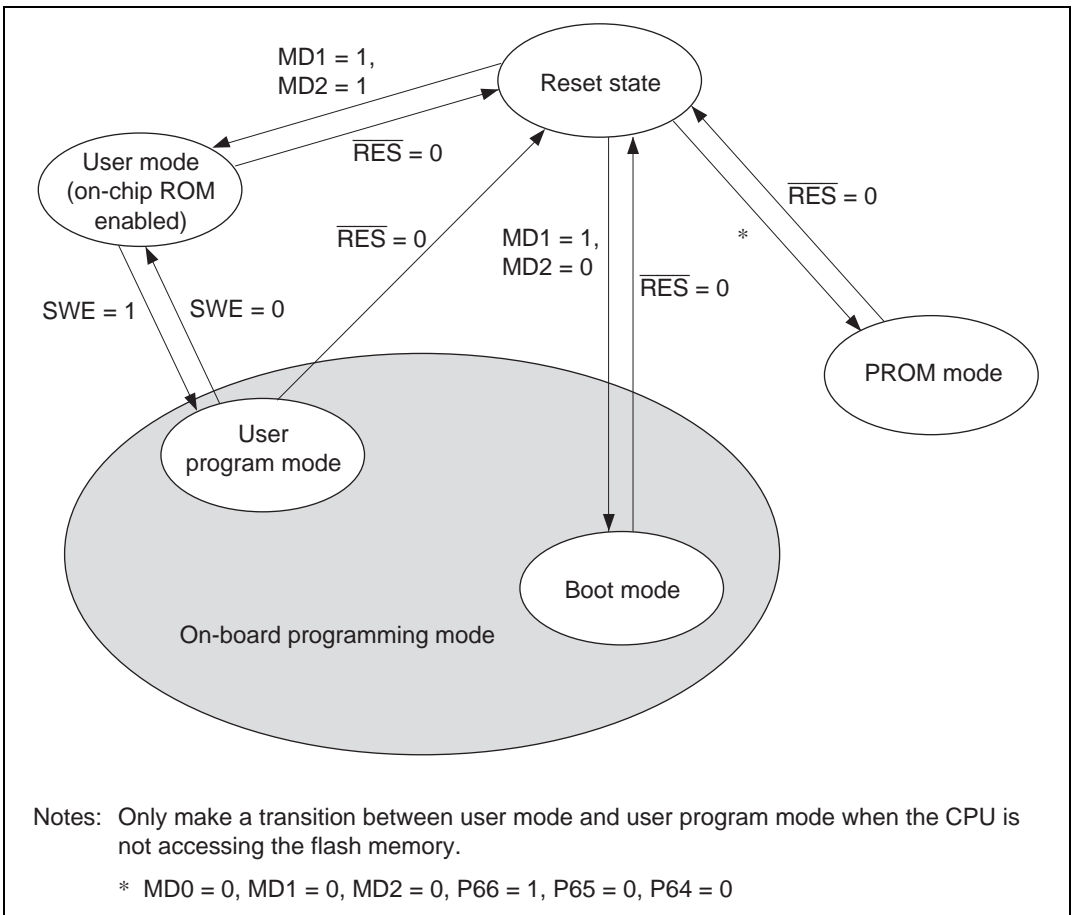 MD1 = 1,
MD2 = 1
Reset state
RES = 0
User mode
(on-chip ROM
enabled)
RES = 0
RES = 0
MD1 = 1,
MD2 = 0
*
RES = 0
SWE = 1
SWE = 0
PROM mode
User
program mode
Boot mode
On-board programming mode
Notes: Only make a transition between user mode and user program mode when the CPU is
not accessing the flash memory.
* MD0 = 0, MD1 = 0, MD2 = 0, P66 = 1, P65 = 0, P64 = 0